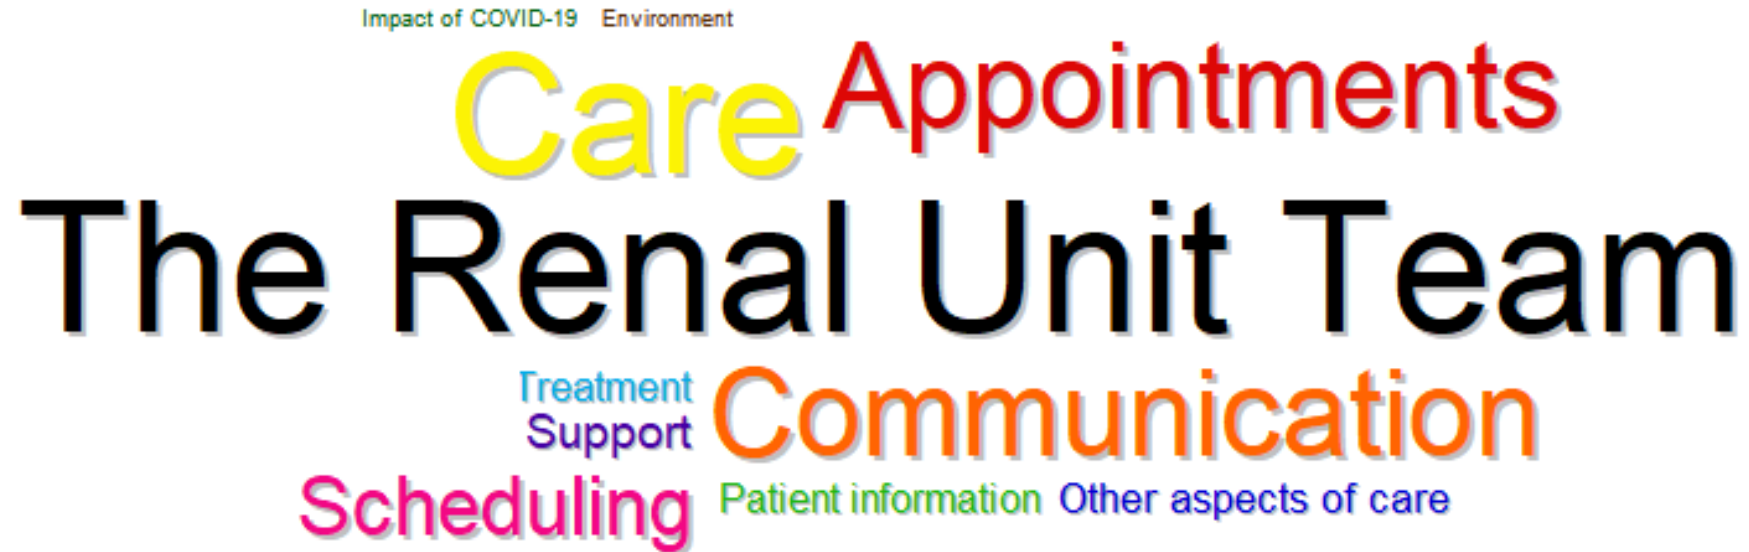 Impact of COVID-19 Environment
Care Appointments
The Renal Unit Team
Treatment
Support
Communication
Scheduling
Patient information Other aspects of care